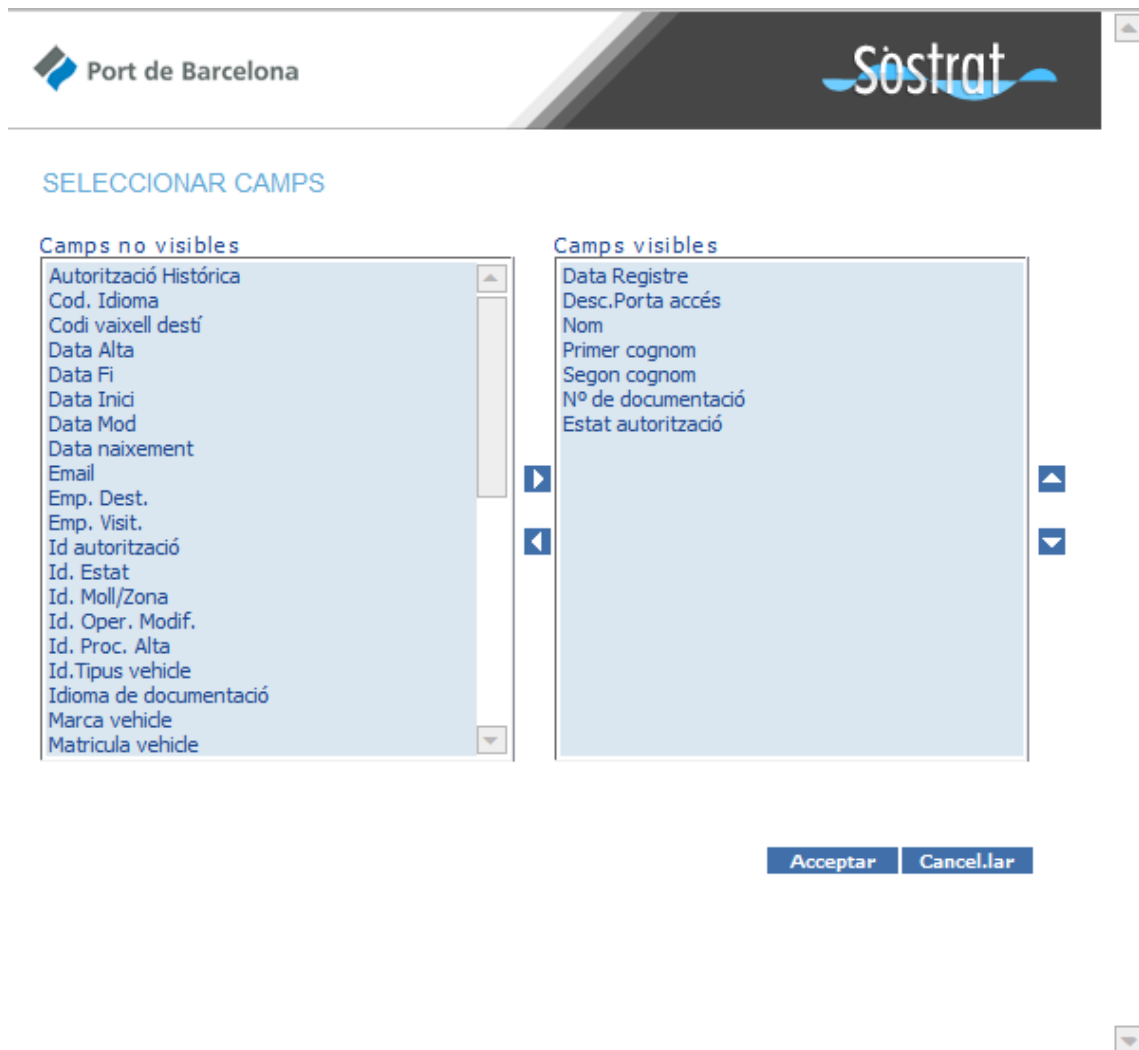 Port de Barcelona
Sòstrat
SELECCIONAR CAMPS
Camps no visibles
Autorització Histórica
Cod. Idioma
Codi vaixell destí
Data Alta
Data Fi
Data Inici
Data Mod
Data naixement
Email
Emp. Dest.
Emp. Visit.
Id autorització
Id. Estat
Id. Moll/Zona
Id. Oper. Modif.
Id. Proc. Alta
Id.Tipus vehicle
Idioma de documentació
Marca vehicle
Matricula vehicle
Camps visibles
Data Registre
Desc.Porta accés
Nom
Primer cognom
Segon cognom
Nº de documentació
Estat autorització
Acceptar Cancel.lar